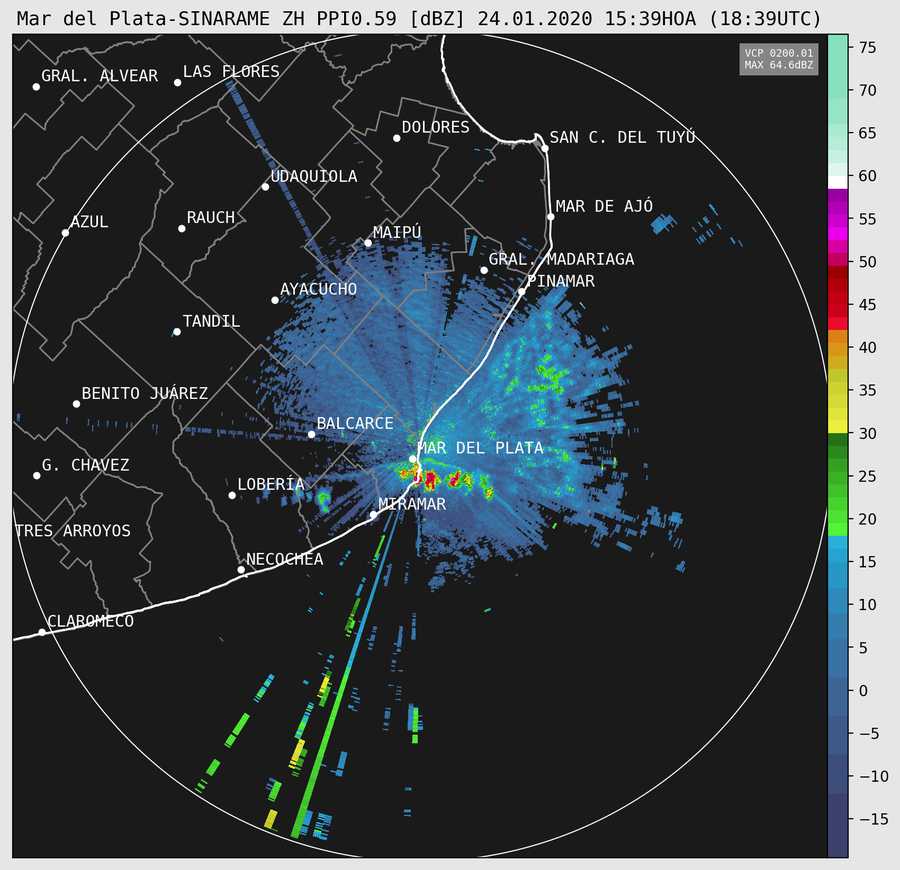 Mar del Plata-SINARAME ZH PPI0.59 [dBZ] 24.01.2020 15:39HOA (18:39UTC)
VCP 0200.01
MAX 64.6dBZ
GRAL. ALVEAR
LAS FLORES
DOLORES
SAN C. DEL TUYÚ
UDAQUIOLA
MAR DE AJÓ
AZUL
RAUCH
MAIPÚ
GRAL. MADARIAGA
PINAMAR
AYACUCHO
TANDIL
BENITO JUÁREZ
BALCARCE
MAR DEL PLATA
G. CHAVEZ
LOBERÍA
MIRAMAR
TRES ARROYOS
NECOCHEA
CLAROMECO
75
70
65
60
55
50
45
40
35
30
25
20
15
10
5
0
−5
−10
−15